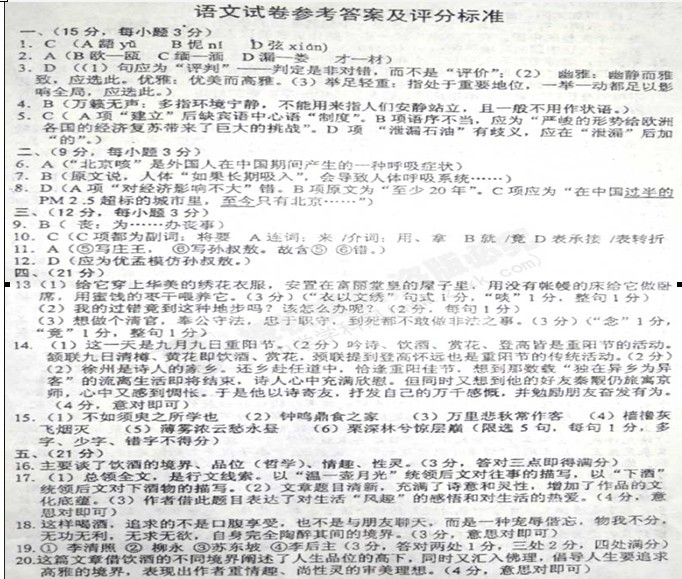 语文试卷参考答案及评分标准
一、(15 分，每小题 3 分)
1. C (A 龉 yǔ B 怩 ní D 弦 xián)
2. A (B 欧—瓯 C 缅—湎 D 漏—娄 才—材)
3. D ((1) 句应为“评判”——判定是非对错，而不是“评价”；(2) 幽雅：幽静而雅
致，应选此。优雅：优美而高雅。(3) 举足轻重：指处于重要地位，一举一动都足以影
响全局，应选此。)
4. B (万籁无声：多指环境宁静，不能用来指人们安静站立，且一般不用作状语。)
5. C (A 项“建立”后缺宾语中心语“制度”。B 项语序不当，应为“严峻的形势给欧洲
各国的经济复苏带来了巨大的挑战”。D 项“泄漏石油”有歧义，应在“泄漏”后加
“的”。)
二、(9 分，每小题 3 分)
6. A (“北京咳”是外国人在中国期间产生的一种呼吸症状)
7. B (原文说，人体“如果长期吸入”，会导致人体呼吸系统……)
8. D (A 项“对经济影响不大”错。B 项原文为“至少 20 年”。C 项应为“在中国过半的
PM 2.5 超标的城市里，至今只有北京……”)
三、(12 分，每小题 3 分)
9. B ( 丧：为……办丧事)
10. C (C 项都为副词：将要 A 连词：来 /介词：用、拿 B 就 /竟 D 表承接 /表转折
11. A (⑤写庄王， ⑥写孙叔敖。故含⑤ ⑥错。)
12. D (应为优孟模仿孙叔敖。)
四、(21 分)
13 (1) 给它穿上华美的绣花衣服，安置在富丽堂皇的屋子里，用没有帐幔的床给它做卧
席，用蜜饯的枣干喂养它。(3 分) (“衣以文绣”句式 1 分，“啖”1 分，整句 1 分)
(2) 我的过错竟到这种地步吗？该怎么办呢？ (2 分，每句 1 分)
(3) 想做个清官，奉公守法，忠于职守，到死都不敢做非法之事。(3 分) (“念”1 分，
“竟”1 分，整句 1 分)
14. (1) 这一天是九月九日重阳节。(2 分) 吟诗、饮酒、赏花、登高皆是重阳节的活动。
颔联九日清樽、黄花即饮酒、赏花，颈联提到登高怀远也是重阳节的传统活动。(2 分)
(2) 徐州是诗人的家乡。还乡赴任途中，恰逢重阳佳节，想到那数载“独在异乡为异
客”的流离生活即将结束，诗人心中充满欣慰。但同时又想到他的好友秦觏仍旅寓京
师，心中又感到惆怅。于是他以诗寄友，抒发自己的万千感慨，并勉励朋友奋发有为。
(4 分，意对即可)
15. (1) 不如须臾之所学也 (2) 钟鸣鼎食之家 (3) 万里悲秋常作客 (4) 樯橹灰
飞烟灭 (5) 薄雾浓云愁永昼 (6) 栗深林兮惊层巅 (限选 5 句，每句 1 分，多
字、少字、错字不得分)
五、(21 分)
16. 主要谈了饮酒的境界、品位（哲学）、情趣、性灵。(3 分，答对三点即得满分)
17. (1) 总领全文，是行文线索。以“温一壶月光”统领后文对往事的描写，以“下酒”
统领后文对下酒物的描写。(2) 文章题目清新，充满了诗意和灵性，增加了作品的文
化底蕴。(3) 作者借此题目表达了对生活“风趣”的感悟和对生活的热爱。(4 分，意
思对即可)
18. 这样喝酒，追求的不是口腹享受，也不是与朋友聊天，而是一种宠辱偕忘，物我不分，
无功无利，无求无欲，自身完全陶醉其间的境界。(3 分，意思对即可)
19. ① 李清照 ② 柳永 ③苏东坡 ④李后主 (3 分，答对两处 1 分，三处 2 分，四处满分)
20.这篇文章借饮酒的不同境界阐述了人生品位的高下，同时又汇入佛理，倡导人生要追求
高雅的境界，表现出作者重情趣、尚性灵的审美理想。(4 分，意思对即可)